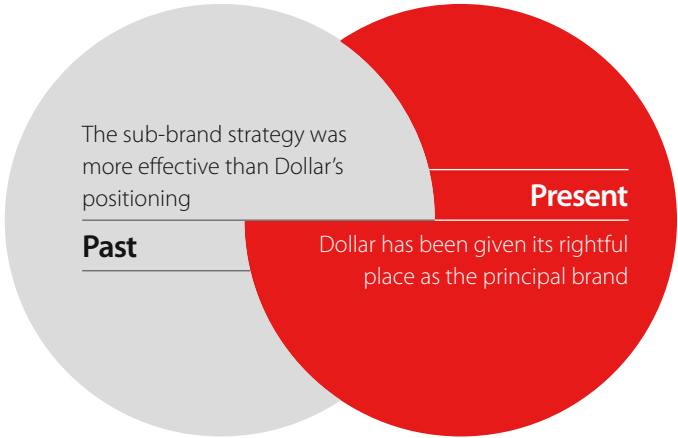 The sub-brand strategy was
more effective than Dollar's
positioning
Past
Present
Dollar has been given its rightful
place as the principal brand